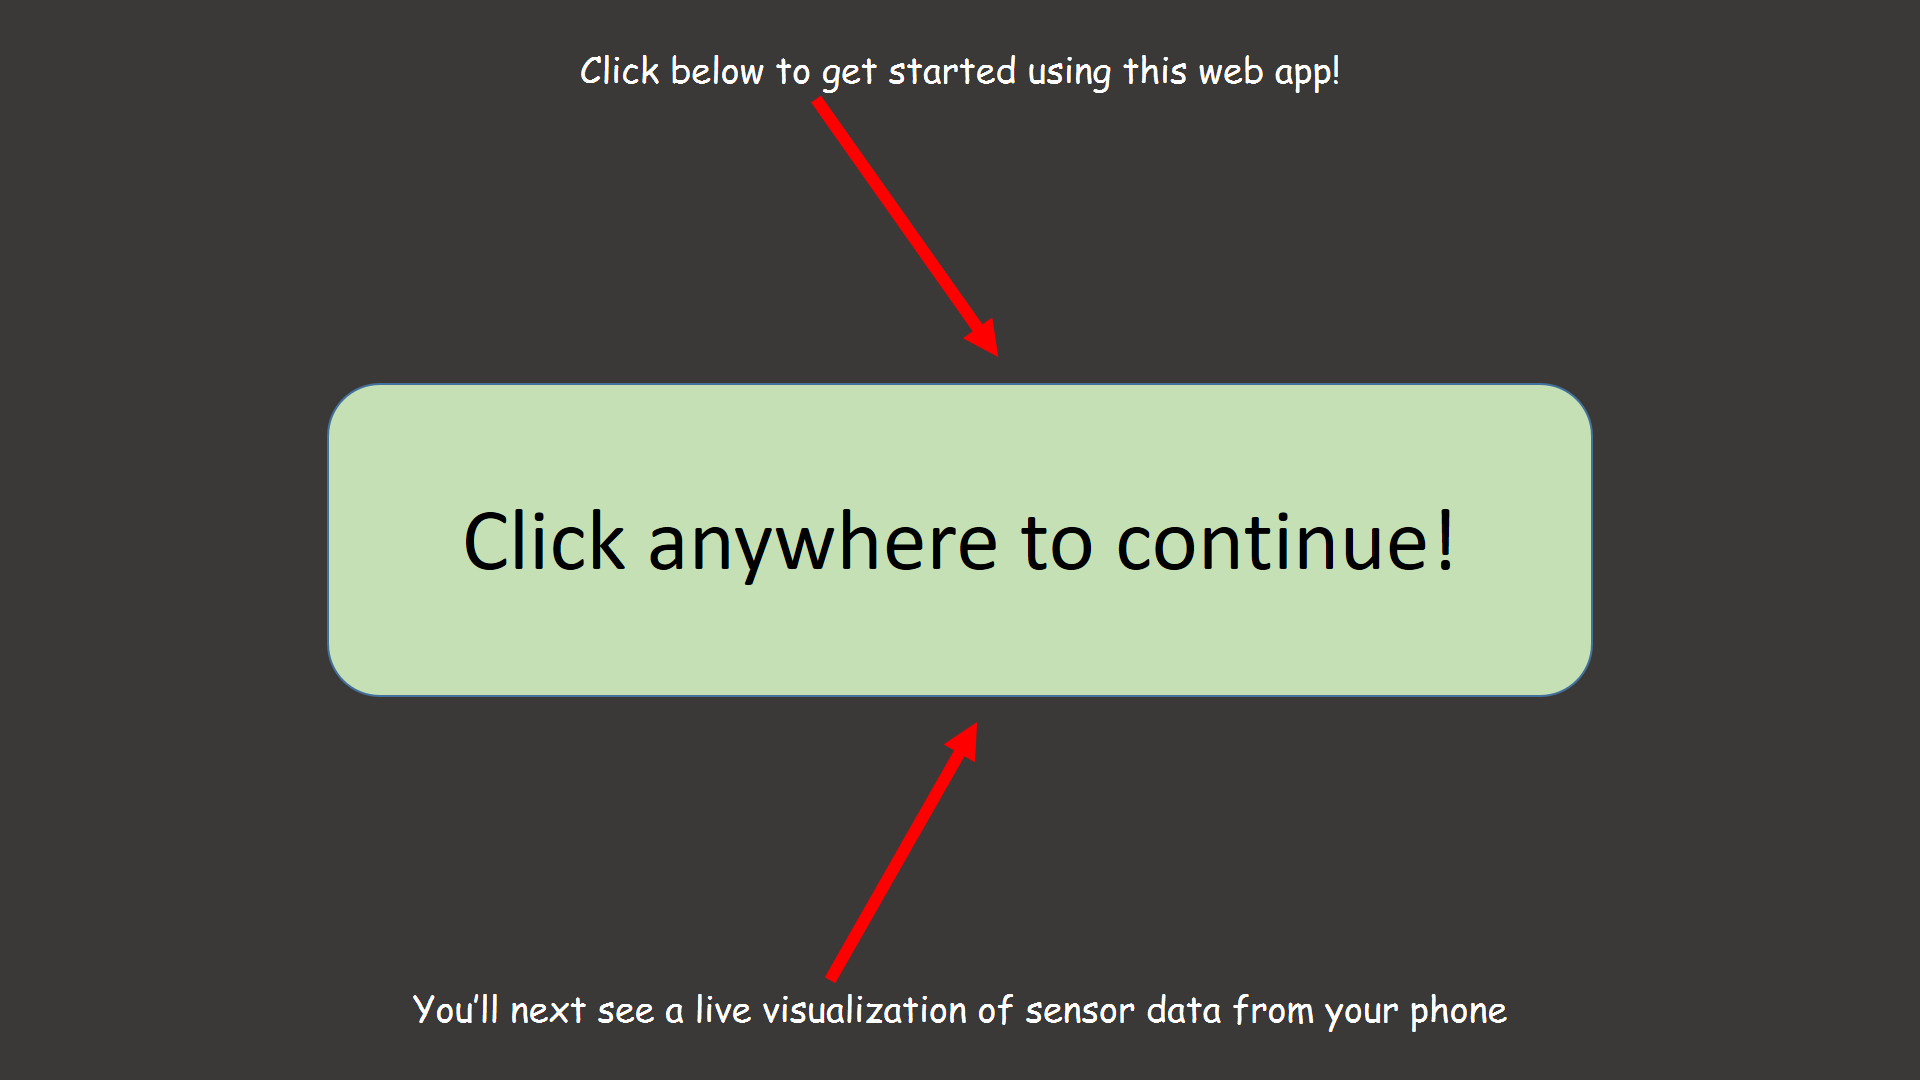 Click below to get started using this web app!
Click anywhere to continue!
You'll next see a live visualization of sensor data from your phone